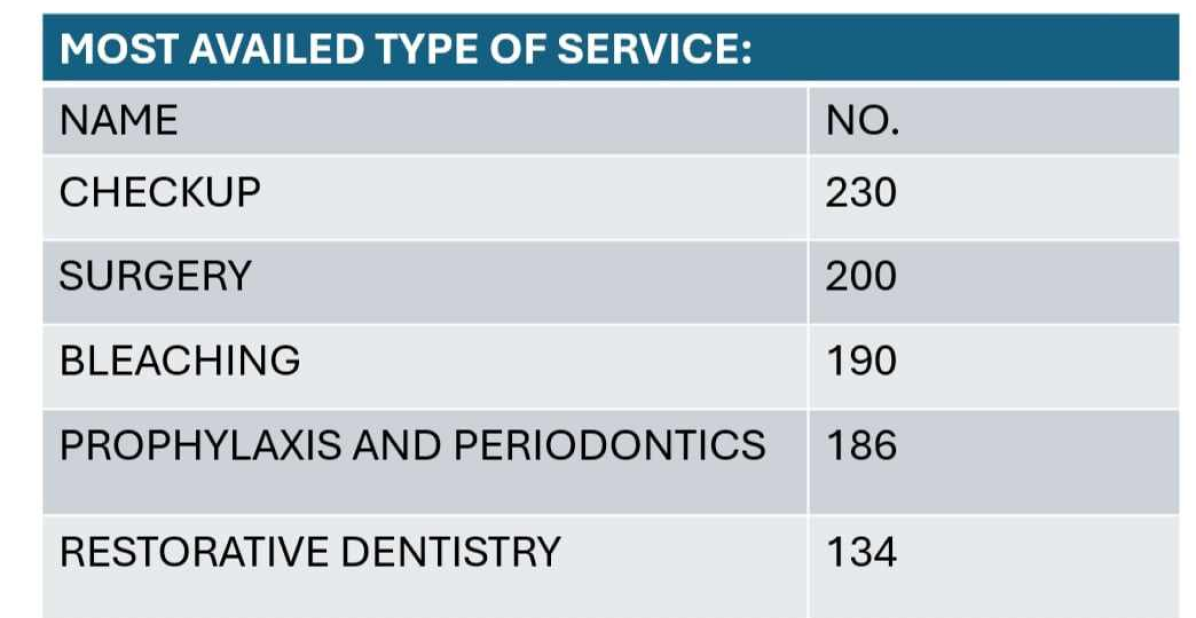 MOST AVAILED TYPE OF SERVICE:
NAME NO.
CHECKUP 230
SURGERY 200
BLEACHING 190
PROPHYLAXIS AND PERIODONTICS 186
RESTORATIVE DENTISTRY 134